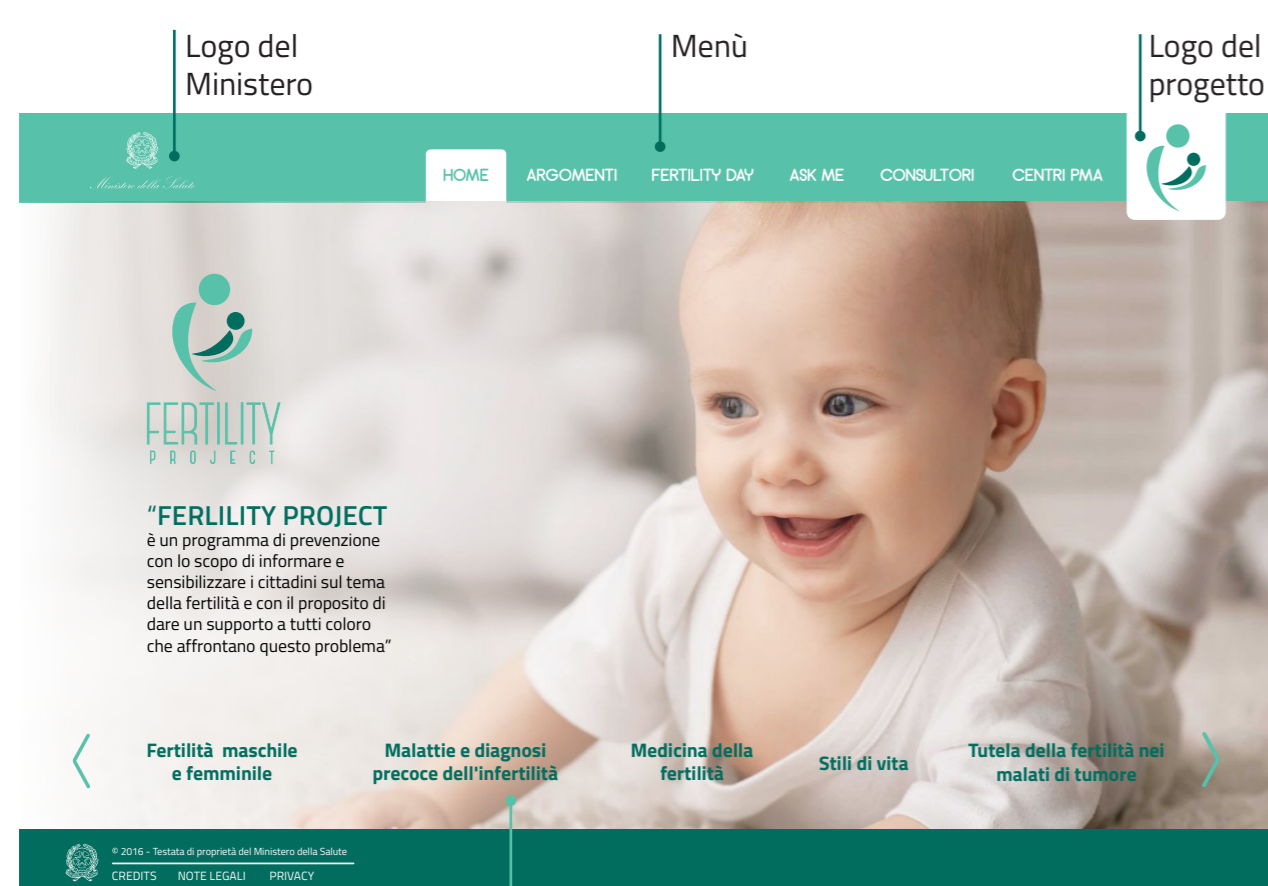 Logo del
Ministero
Menù
Logo del
progetto
Ministero della Salute
HOME
ARGOMENTI
FERTILITY DAY
ASK ME
CONSULTORI
CENTRI PMA
FERTILITY
PROJECT
“FERLILITY PROJECT
è un programma di prevenzione
con lo scopo di informare e
sensibilizzare i cittadini sul tema
della fertilità e con il proposito di
dare un supporto a tutti coloro
che affrontano questo problema”
Fertilità maschile
e femminile
Malattie e diagnosi
precoce dell'infertilità
Medicina della
fertilità
Stili di vita
Tutela della fertilità nei
malati di tumore
© 2016 - Testata di proprietà del Ministero della Salute
CREDITS
NOTE LEGALI
PRIVACY